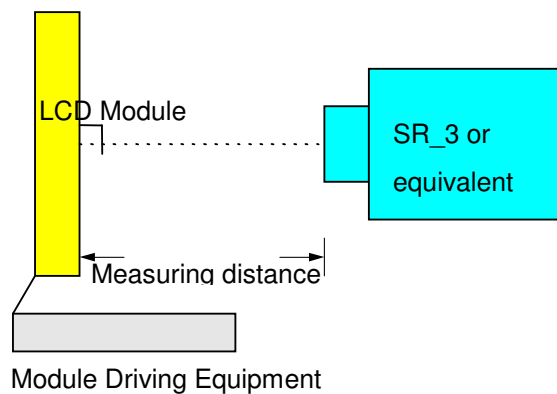 LCD Module
SR_3 or
equivalent
Measuring distance
Module Driving Equipment